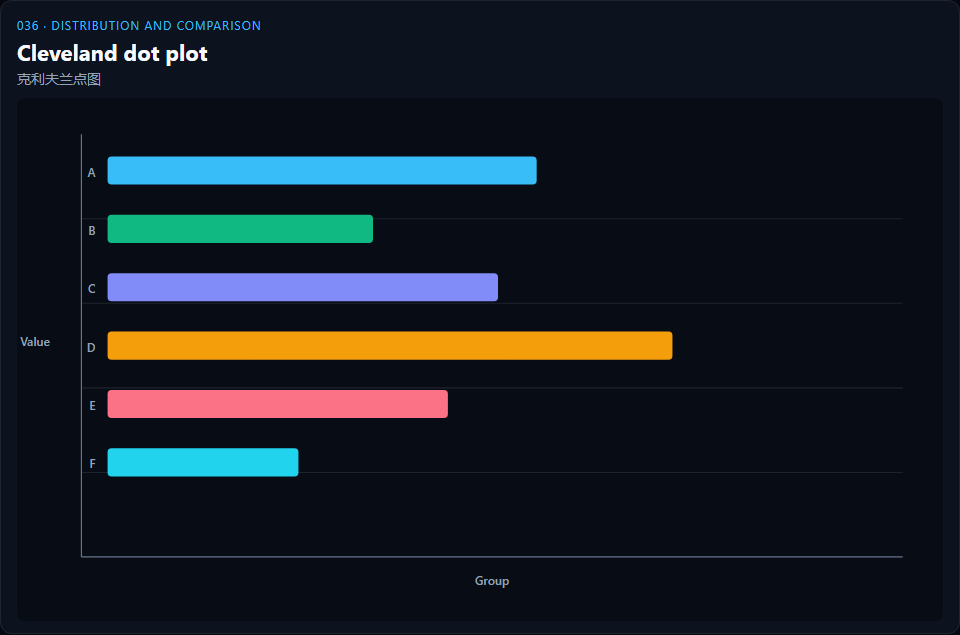 036 · DISTRIBUTION AND COMPARISON
Cleveland dot plot
克利夫兰点图
A
B
C
Value
D
E
F
Group